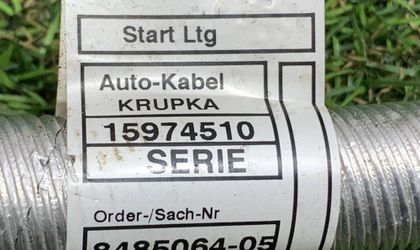 Start Ltg
Auto-Kabel
KRUPKA
15974510
SERIE
Order-/Sach-Nr
8485064-05